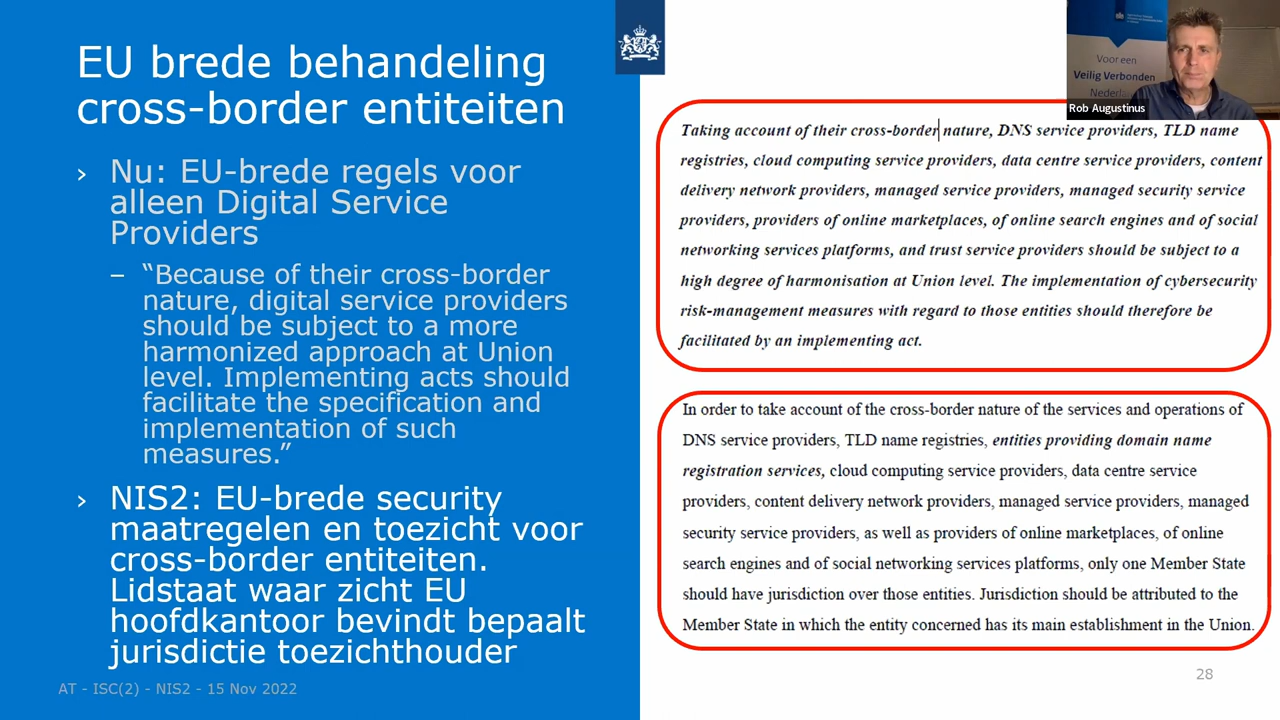 EU brede behandeling
cross-border entiteiten
› Nu: EU-brede regels voor
alleen Digital Service
Providers
– “Because of their cross-border
nature, digital service providers
should be subject to a more
harmonized approach at Union
level. Implementing acts should
facilitate the specification and
implementation of such
measures.”
› NIS2: EU-brede security
maatregelen en toezicht voor
cross-border entiteiten.
Lidstaat waar zicht EU
hoofdkantoor bevindt bepaalt
jurisdictie toezichthouder
AT - ISC(2) - NIS2 - 15 Nov 2022
Voor een
Veilig Verbonden
Nederland
Rob Augustinus
Taking account of their cross-border nature, DNS service providers, TLD name
registries, cloud computing service providers, data centre service providers, content
delivery network providers, managed service providers, managed security service
providers, providers of online marketplaces, of online search engines and of social
networking services platforms, and trust service providers should be subject to a
high degree of harmonisation at Union level. The implementation of cybersecurity
risk-management measures with regard to those entities should therefore be
facilitated by an implementing act.
In order to take account of the cross-border nature of the services and operations of
DNS service providers, TLD name registries, entities providing domain name
registration services, cloud computing service providers, data centre service
providers, content delivery network providers, managed service providers, managed
security service providers, as well as providers of online marketplaces, of online
search engines and of social networking services platforms, only one Member State
should have jurisdiction over those entities. Jurisdiction should be attributed to the
Member State in which the entity concerned has its main establishment in the Union.
28